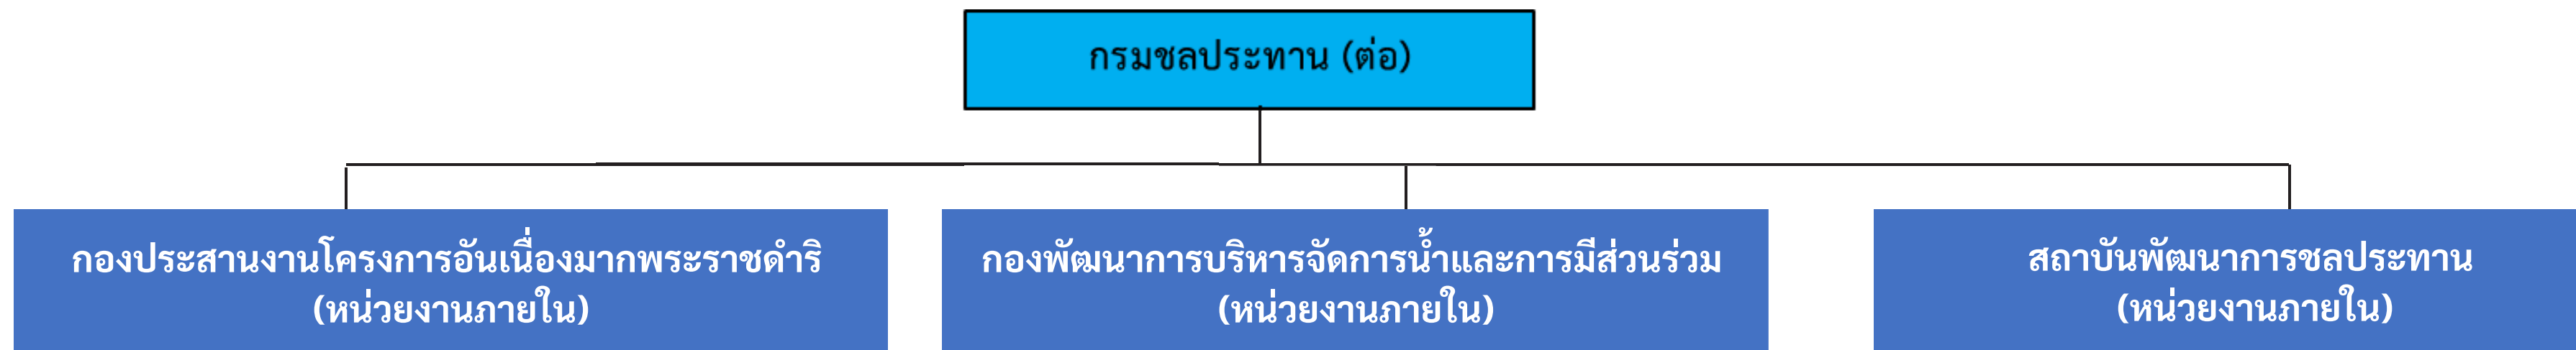 กรมชลประทาน (ต่อ)
กองประสานงานโครงการอันเนื่องมากพระราชดำริ
(หน่วยงานภายใน)
กองพัฒนาการบริหารจัดการน้ำและการมีส่วนร่วม
(หน่วยงานภายใน)
สถาบันพัฒนาการชลประทาน
(หน่วยงานภายใน)